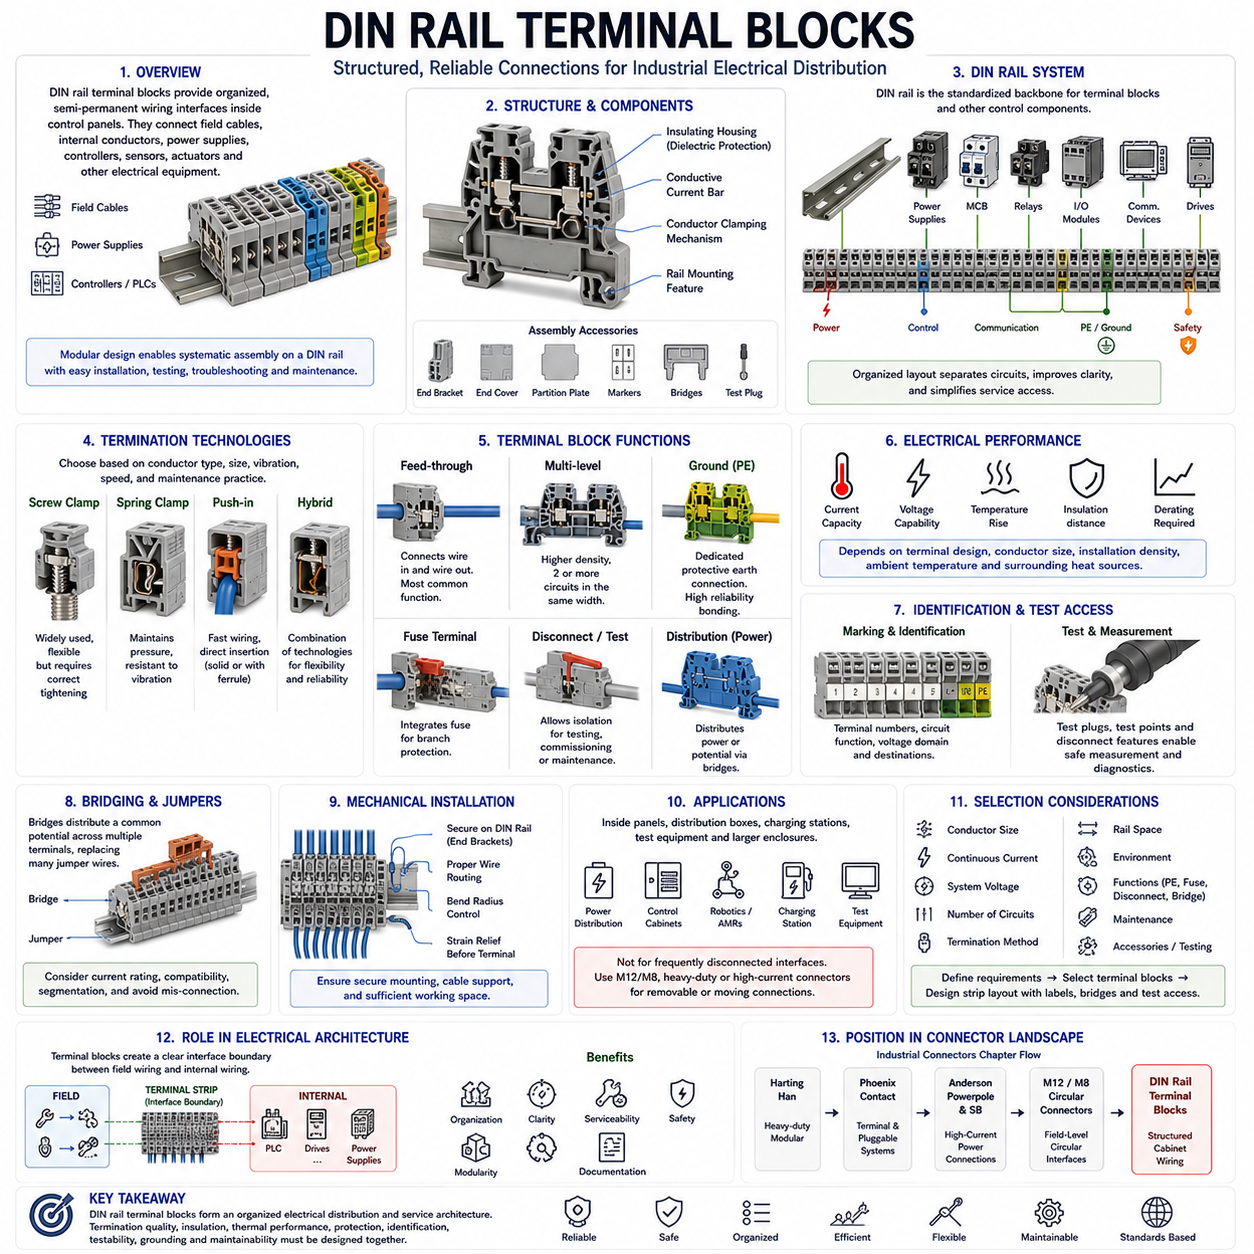 DIN RAIL TERMINAL BLOCKS
Structured, Reliable Connections for Industrial Electrical Distribution
1. OVERVIEW
DIN rail terminal blocks provide organized,
semi-permanent wiring interfaces inside
control panels. They connect field cables,
internal conductors, power supplies,
controllers, sensors, actuators and
other electrical equipment.
Field Cables
Power Supplies
Controllers / PLCs
Modular design enables systematic assembly on a DIN rail
with easy installation, testing, troubleshooting and maintenance.
2. STRUCTURE & COMPONENTS
Insulating Housing
(Dielectric Protection)
Conductive
Current Bar
Conductor Clamping
Mechanism
Rail Mounting
Feature
Assembly Accessories
End Bracket
End Cover
Partition Plate
Markers
Bridges
Test Plug
3. DIN RAIL SYSTEM
DIN rail is the standardized backbone for terminal blocks
and other control components.
Power
Supplies
MCB
Relays
I/O
Modules
Comm.
Devices
Drives
Power
Control
Communication
PE / Ground
Safety
Organized layout separates circuits, improves clarity,
and simplifies service access.
4. TERMINATION TECHNOLOGIES
Choose based on conductor type, size, vibration,
speed, and maintenance practice.
Screw Clamp
Widely used,
flexible
but requires
correct
tightening
Spring Clamp
Maintains
pressure,
resistant to
vibration
Push-in
Fast wiring,
direct insertion
(solid or with
ferrule)
Hybrid
Combination
of technologies
for flexibility
and reliability
5. TERMINAL BLOCK FUNCTIONS
Feed-through
Connects wire
in and wire out.
Most common
function.
Multi-level
Higher density,
2 or more
circuits in the
same width.
Ground (PE)
Dedicated
protective earth
connection.
High reliability
bonding.
Fuse Terminal
Integrates fuse
for branch
protection.
Disconnect / Test
Allows isolation
for testing,
commissioning
or maintenance.
Distribution (Power)
Distributes
power or
potential via
bridges.
6. ELECTRICAL PERFORMANCE
Current
Capacity
Voltage
Capability
Temperature
Rise
Insulation
distance
Derating
Required
Depends on terminal design, conductor size, installation density,
ambient temperature and surrounding heat sources.
7. IDENTIFICATION & TEST ACCESS
Marking & Identification
1 2 3 4 4 5 L- PE
Terminal numbers, circuit
function, voltage domain
and destinations.
Test & Measurement
Test plugs, test points and
disconnect features enable
safe measurement and
diagnostics.
8. BRIDGING & JUMPERS
Bridges distribute a common
potential across multiple
terminals, replacing
many jumper wires.
Bridge
Jumper
Consider current rating, compatibility,
segmentation, and avoid mis-connection.
9. MECHANICAL INSTALLATION
Secure on DIN Rail
(End Brackets)
Proper Wire
Routing
Bend Radius
Control
Strain Relief
Before Terminal
Ensure secure mounting, cable support,
and sufficient working space.
10. APPLICATIONS
Inside panels, distribution boxes, charging stations,
test equipment and larger enclosures.
Power
Distribution
Control
Cabinets
Robotics /
AMRs
Charging
Station
Test
Equipment
Not for frequently disconnected interfaces.
Use M12/M8, heavy-duty or high-current connectors
for removable or moving connections.
11. SELECTION CONSIDERATIONS
Conductor Size
Continuous Current
System Voltage
Number of Circuits
Termination Method
Rail Space
Environment
Functions (PE, Fuse,
Disconnect, Bridge)
Maintenance
Accessories / Testing
Define requirements → Select terminal blocks →
Design strip layout with labels, bridges and test access.
12. ROLE IN ELECTRICAL ARCHITECTURE
Terminal blocks create a clear interface boundary
between field wiring and internal wiring.
FIELD
TERMINAL STRIP
(Interface Boundary)
INTERNAL
PLC
Drives
...
Power
Supplies
Benefits
Organization
Clarity
Serviceability
Safety
Modularity
Documentation
13. POSITION IN CONNECTOR LANDSCAPE
Industrial Connectors Chapter Flow
Harting
Han
Heavy-duty
Modular
Phoenix
Contact
Terminal &
Pluggable
Systems
Anderson
Powerpole
& SB
High-Current
Power
Connections
M12 / M8
Circular
Connectors
Field-Level
Circular
Interfaces
DIN Rail
Terminal
Blocks
Structured
Cabinet
Wiring
KEY TAKEAWAY
DIN rail terminal blocks form an organized electrical distribution and service architecture.
Termination quality, insulation, thermal performance, protection, identification,
testability, grounding and maintainability must be designed together.
Reliable
Safe
Organized
Efficient
Flexible
Maintainable
Standards Based